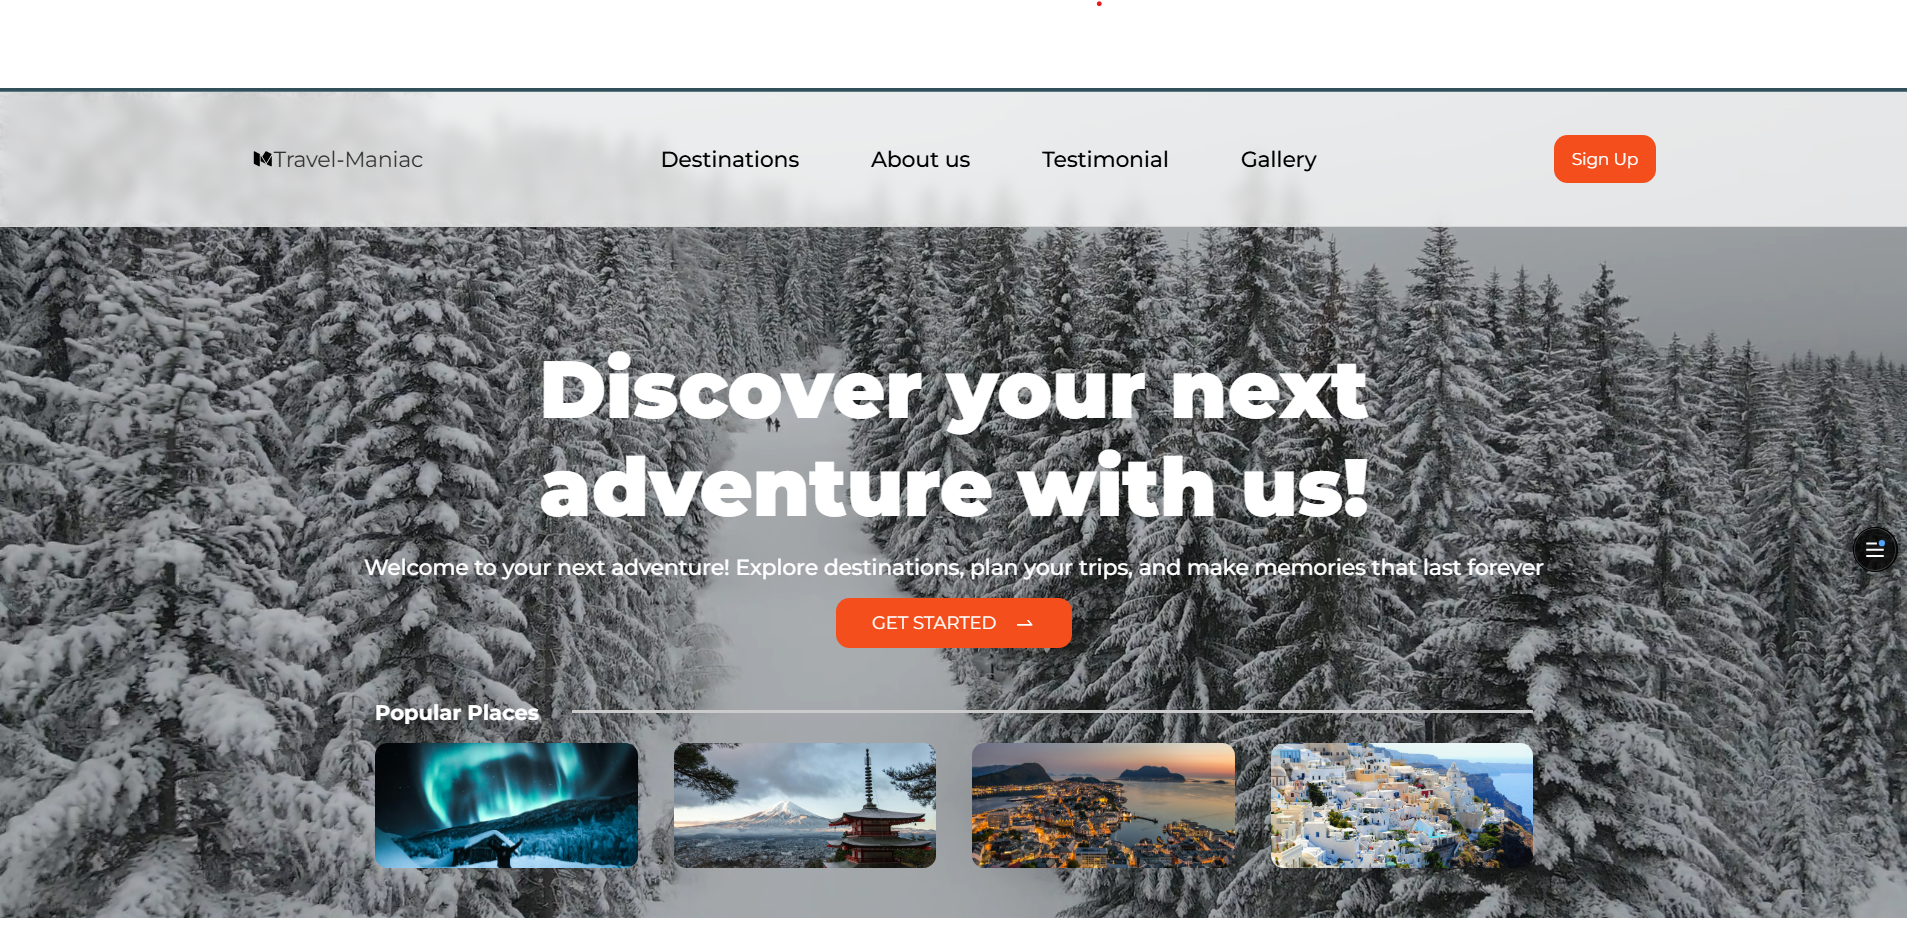 Travel-Maniac
Destinations
About us
Testimonial
Gallery
Sign Up
Discover your next
adventure with us!
Welcome to your next adventure! Explore destinations, plan your trips, and make memories that last forever
GET STARTED
Popular Places